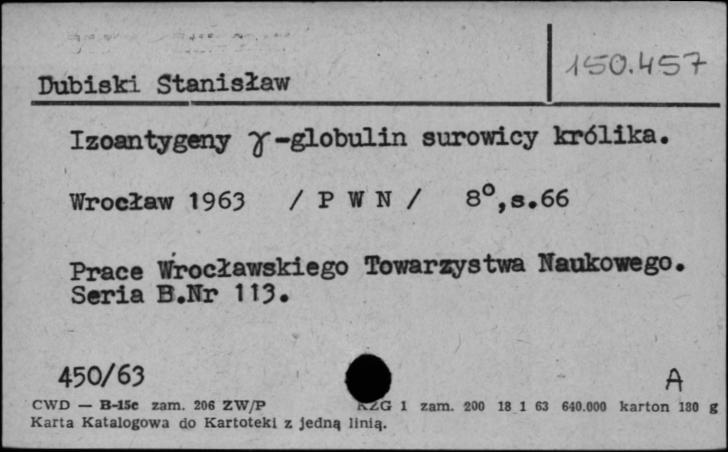 150.457
Dubiski Stanisław
Izoantygeny γ-globulin surowicy królika.
Wrocław 1963 / P W N / 8°,s.66
Prace Wrocławskiego Towarzystwa Naukowego.
Seria B.Nr 113.
450/63 A
CWD — B-15c zam. 206 ZW/P KZG 1 zam. 200 18 1 63 640.000 karton 180 g
Karta Katalogowa do Kartoteki z jedną linią.